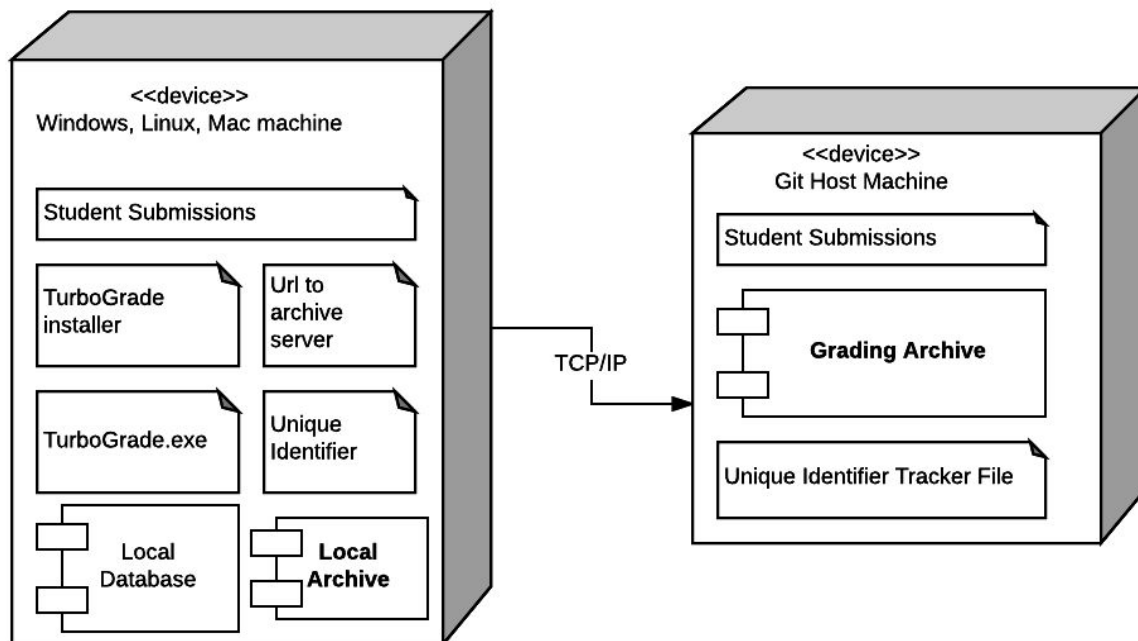 <<device>>
Windows, Linux, Mac machine
Student Submissions
TurboGrade
installer
Url to
archive
server
TurboGrade.exe
Unique
Identifier
Local
Database
Local
Archive
TCP/IP
<<device>>
Git Host Machine
Student Submissions
Grading Archive
Unique Identifier Tracker File